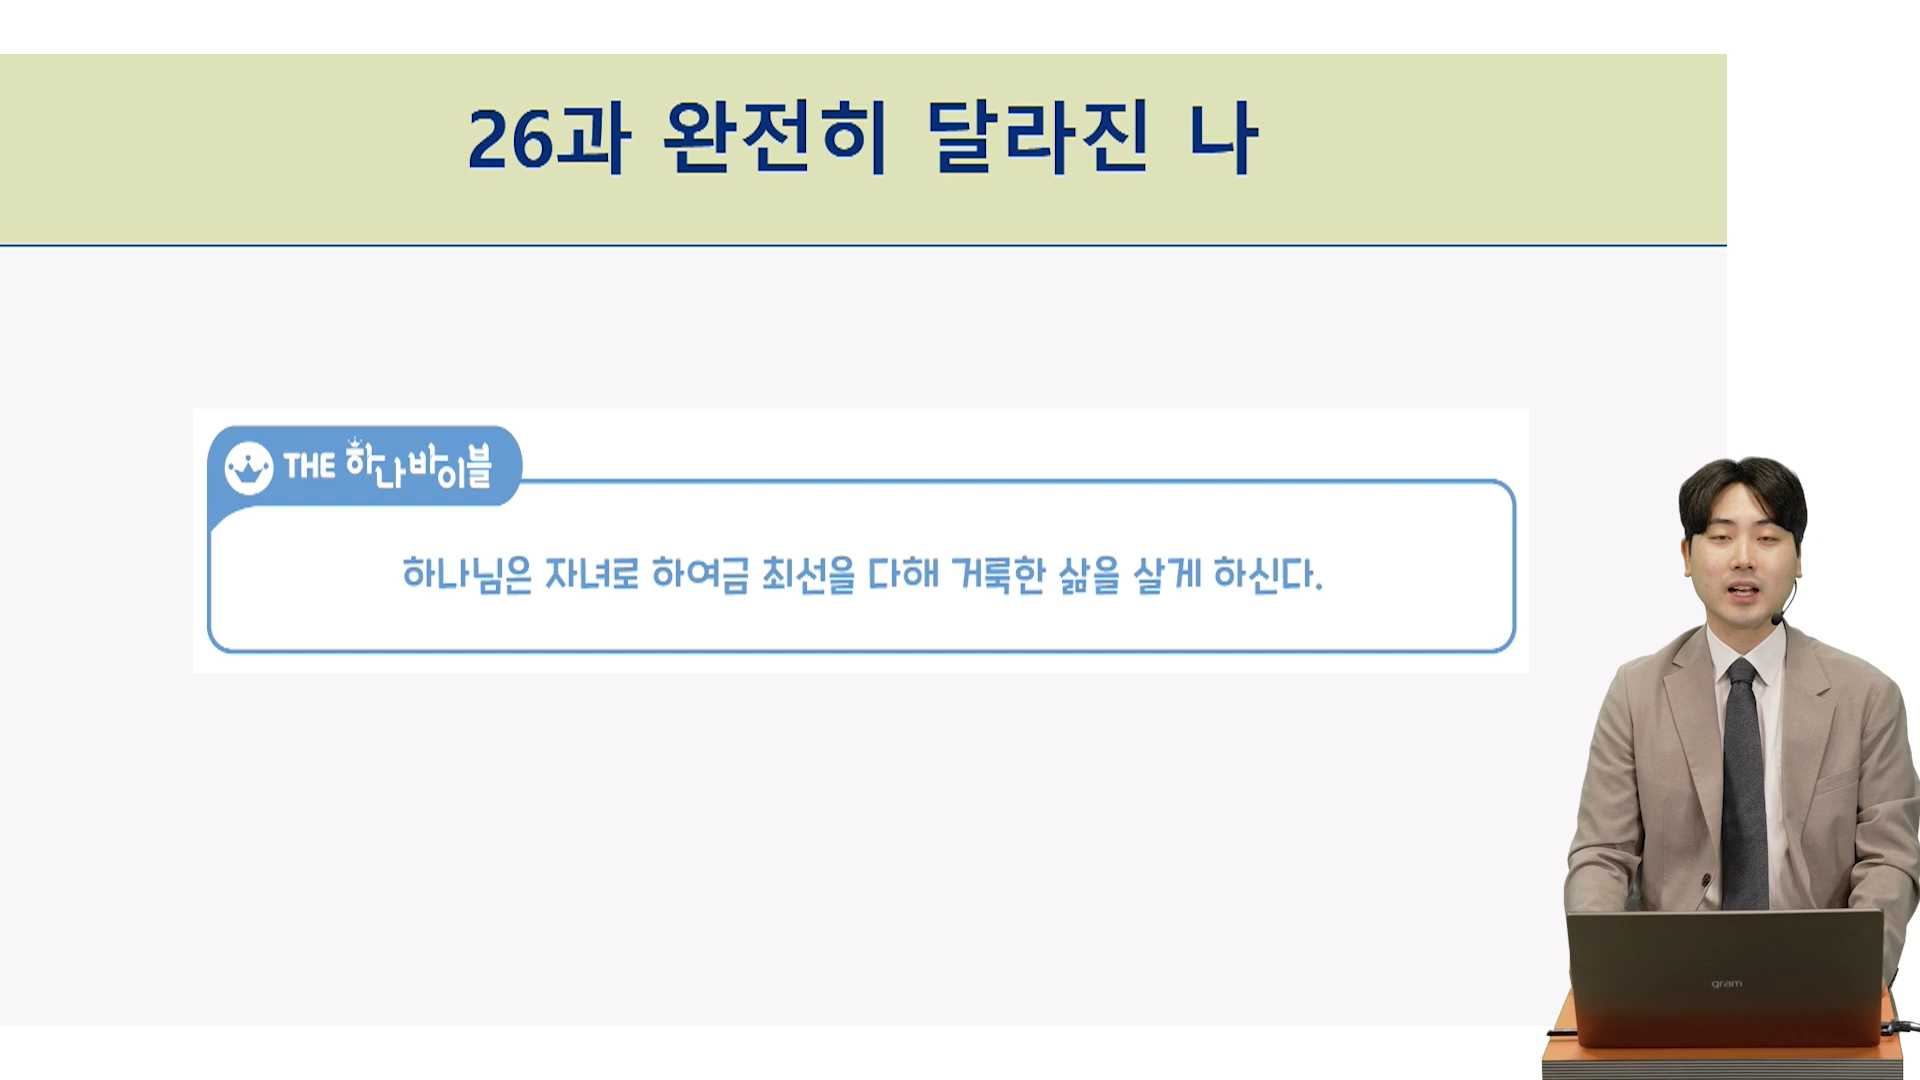 26과 완전히 달라진 나
THE 하나바이블
하나님은 자녀로 하여금 최선을 다해 거룩한 삶을 살게 하신다.
gram